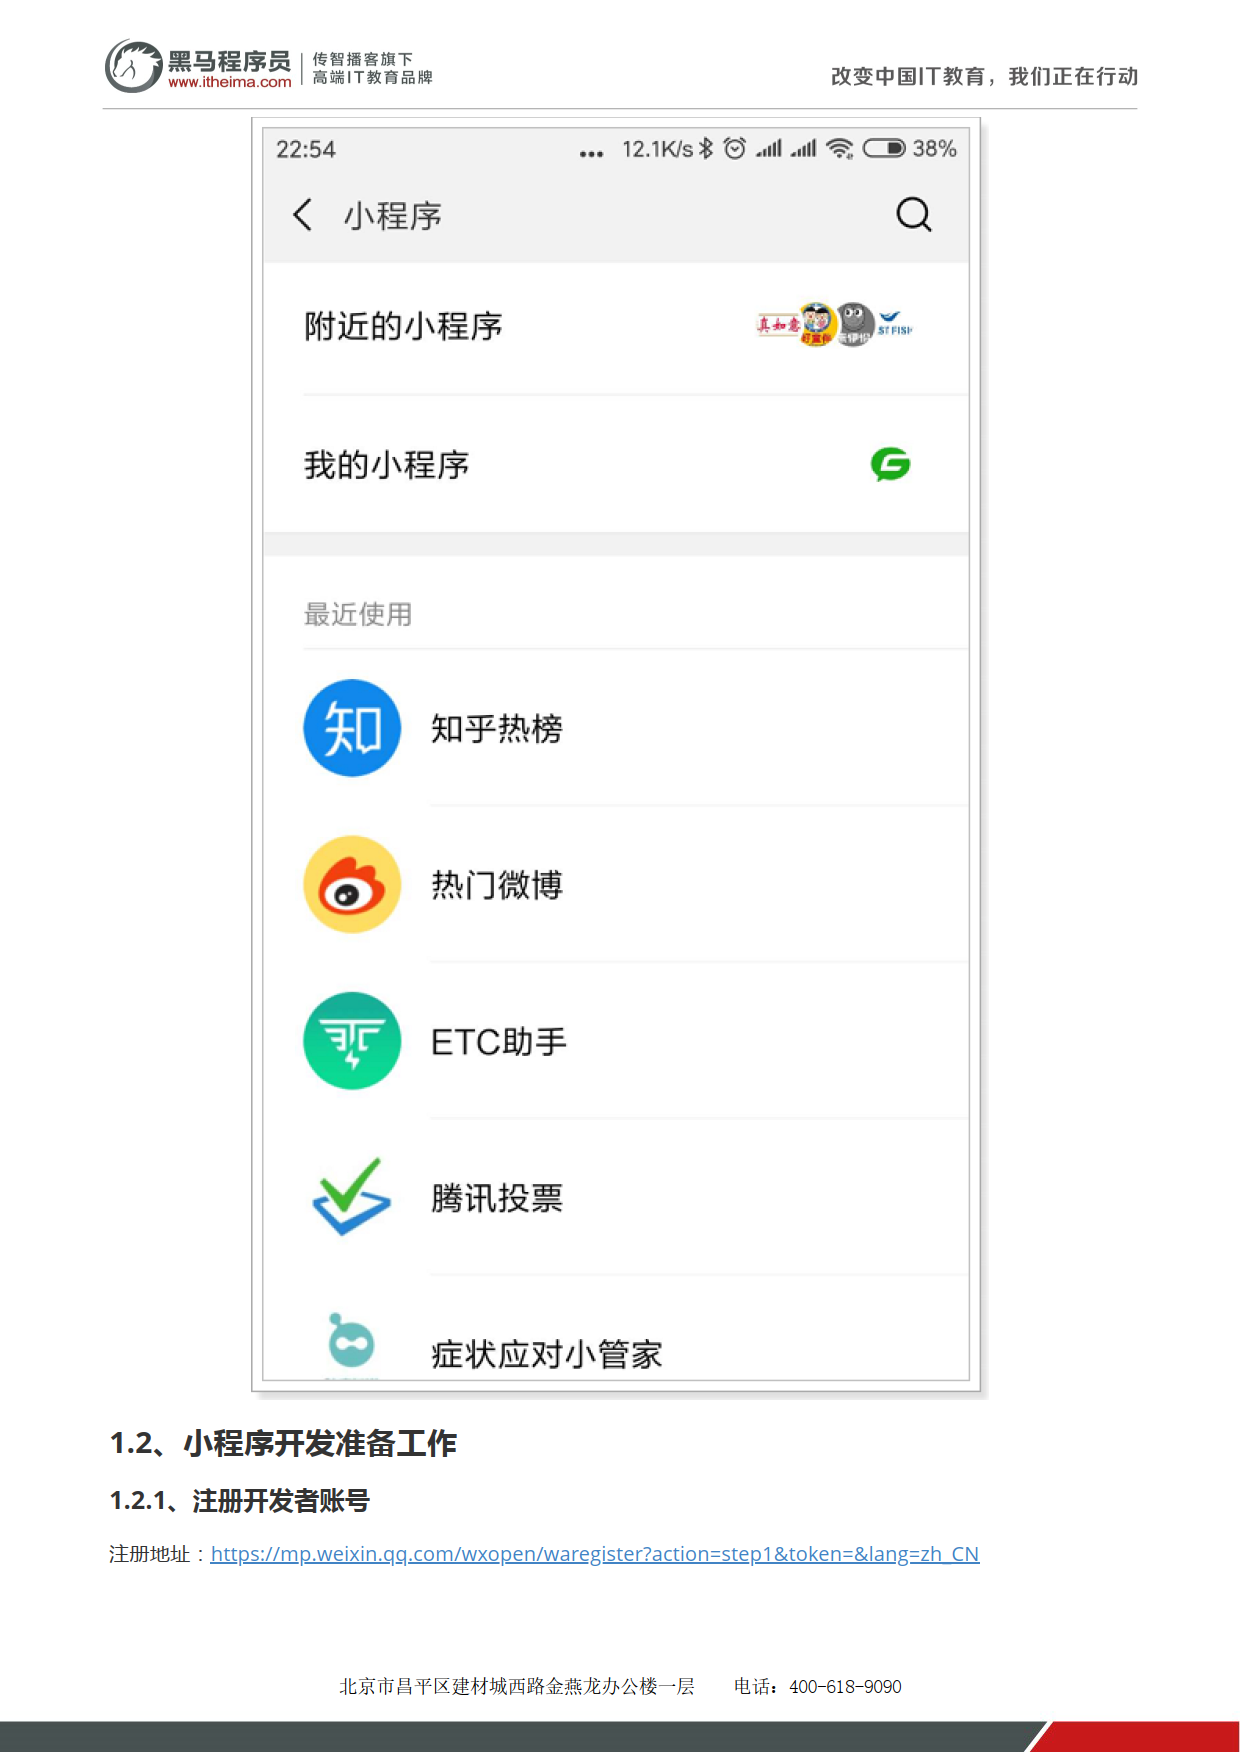 黑马程序员
www.itheima.com
传智播客旗下
高端IT教育品牌
改变中国IT教育，我们正在行动
22:54
... 12.1K/s 38%
小程序
附近的小程序
真如意
ST FISH
我的小程序
最近使用
知
知乎热榜
热门微博
ETC助手
腾讯投票
症状应对小管家
1.2、小程序开发准备工作
1.2.1、注册开发者账号
注册地址：https://mp.weixin.qq.com/wxopen/waregister?action=step1&token=&lang=zh_CN
北京市昌平区建材城西路金燕龙办公楼一层 电话：400-618-9090